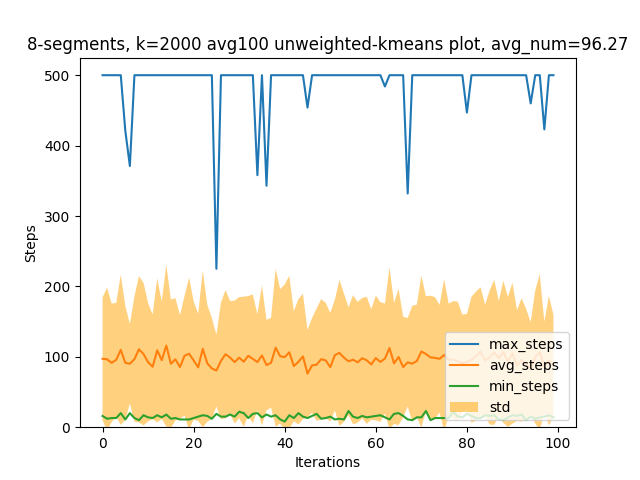 8-segments, k=2000 avg100 unweighted-kmeans plot, avg_num=96.27
500
400
300
200
100
0
Steps
max_steps
avg_steps
min_steps
std
0
20
40
60
80
100
Iterations